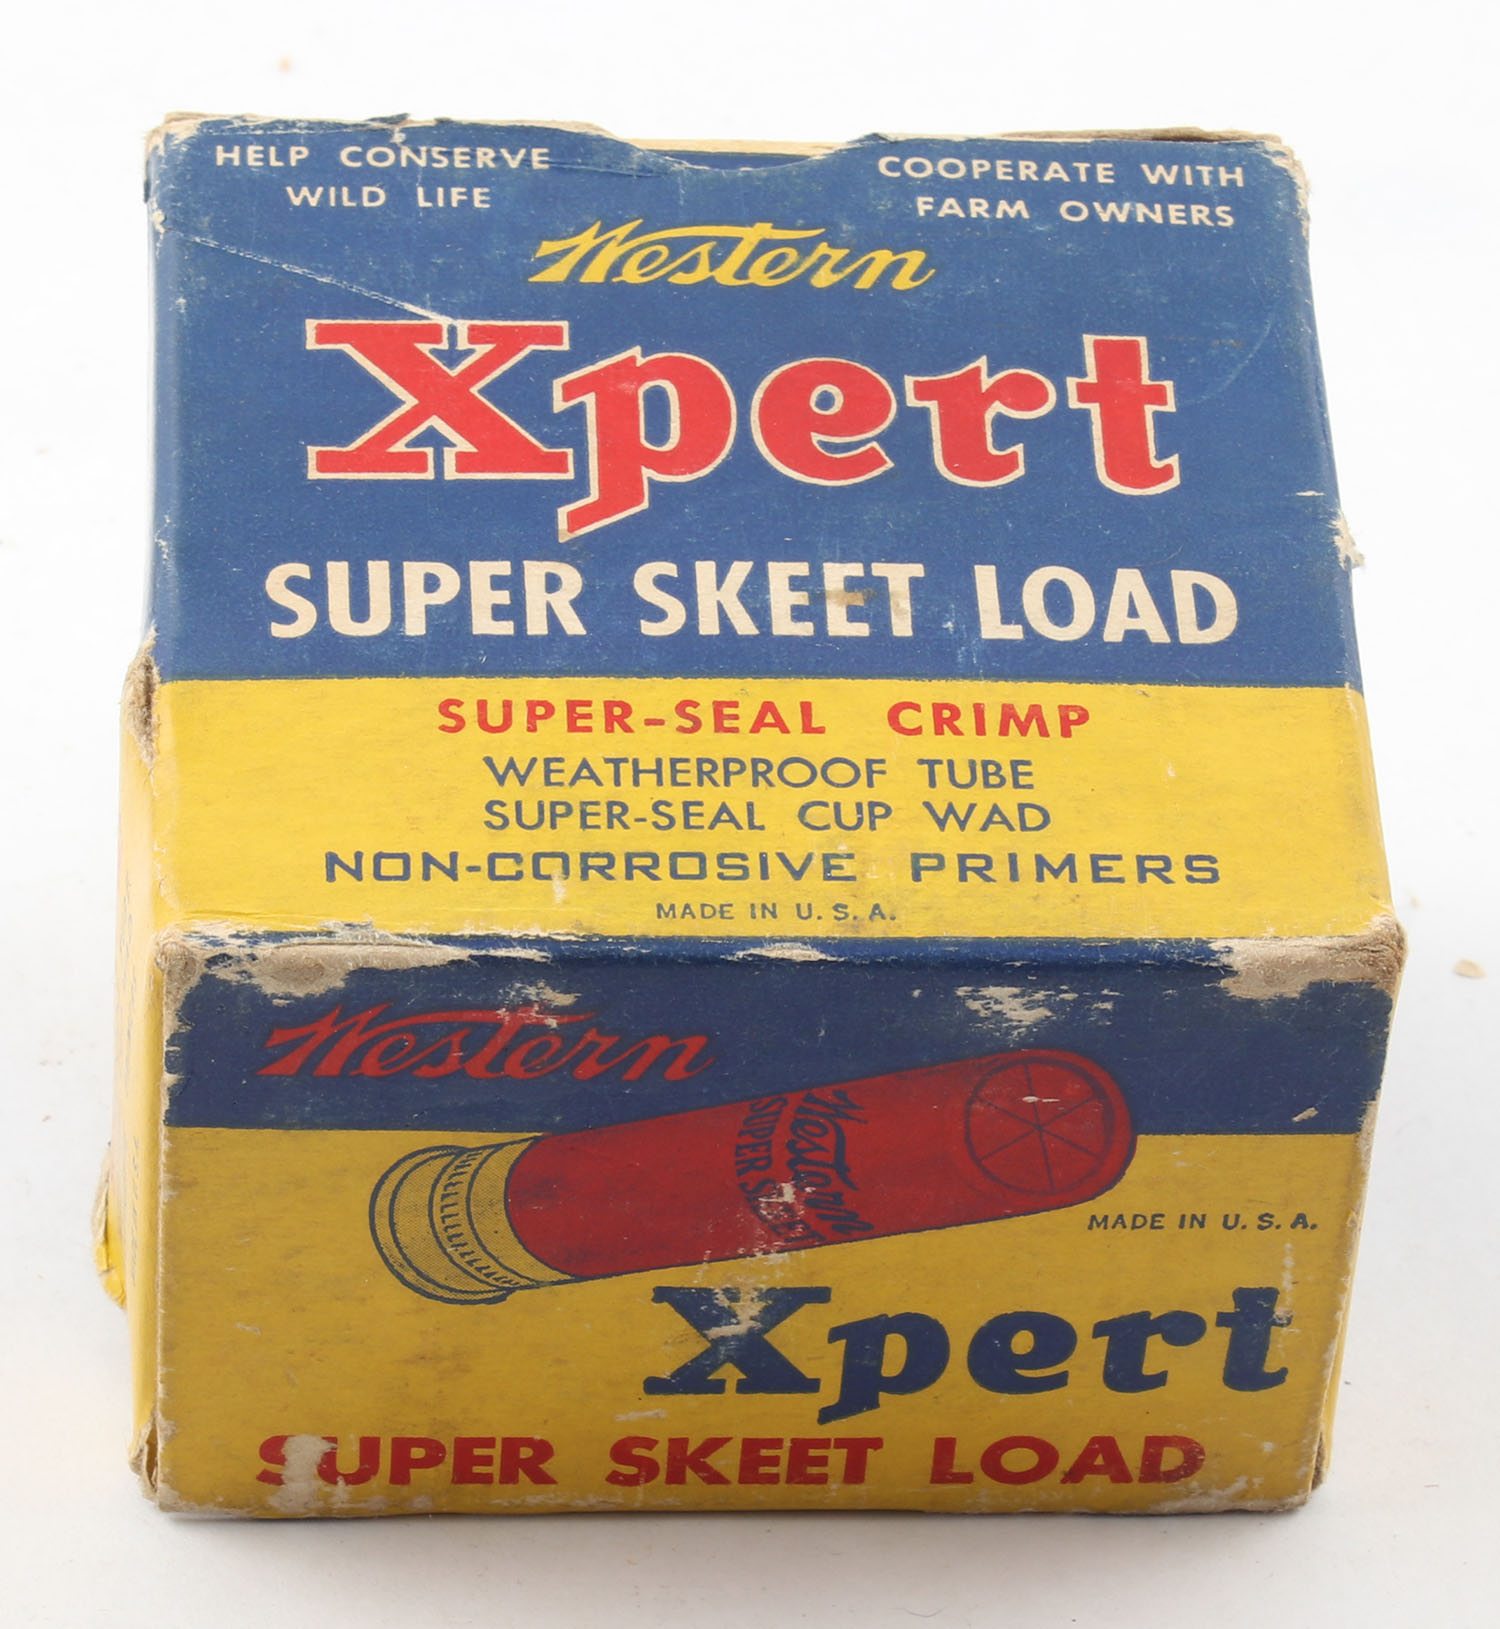 HELP CONSERVE
WILD LIFE
COOPERATE WITH
FARM OWNERS
Western
Xpert
SUPER SKEET LOAD
SUPER-SEAL CRIMP
WEATHERPROOF TUBE
SUPER-SEAL CUP WAD
NON-CORROSIVE PRIMERS
MADE IN U.S.A.
Western
Western
SUPER SKEET
MADE IN U.S.A.
Xpert
SUPER SKEET LOAD